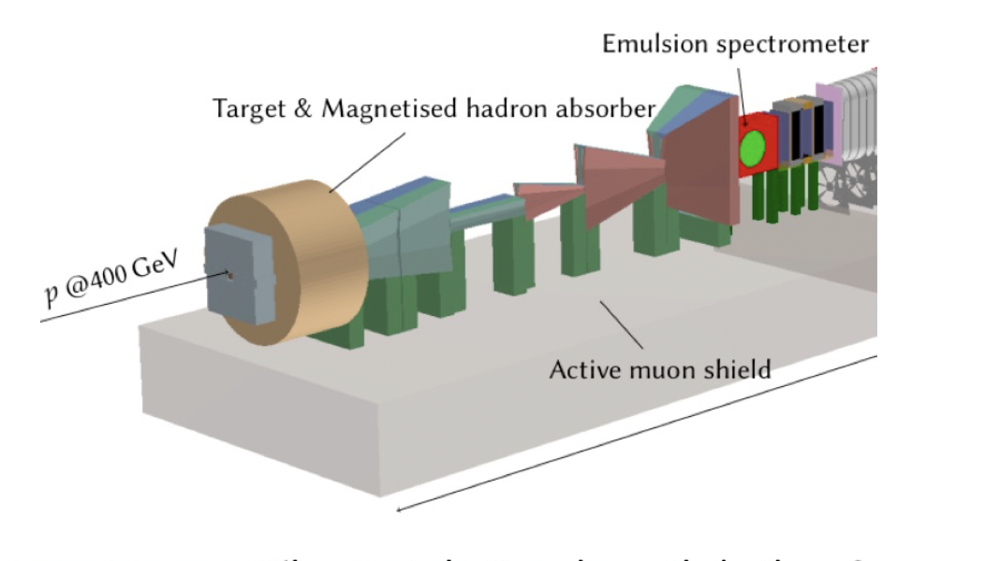 Emulsion spectrometer
Target & Magnetised hadron absorber
p @400 GeV
Active muon shield